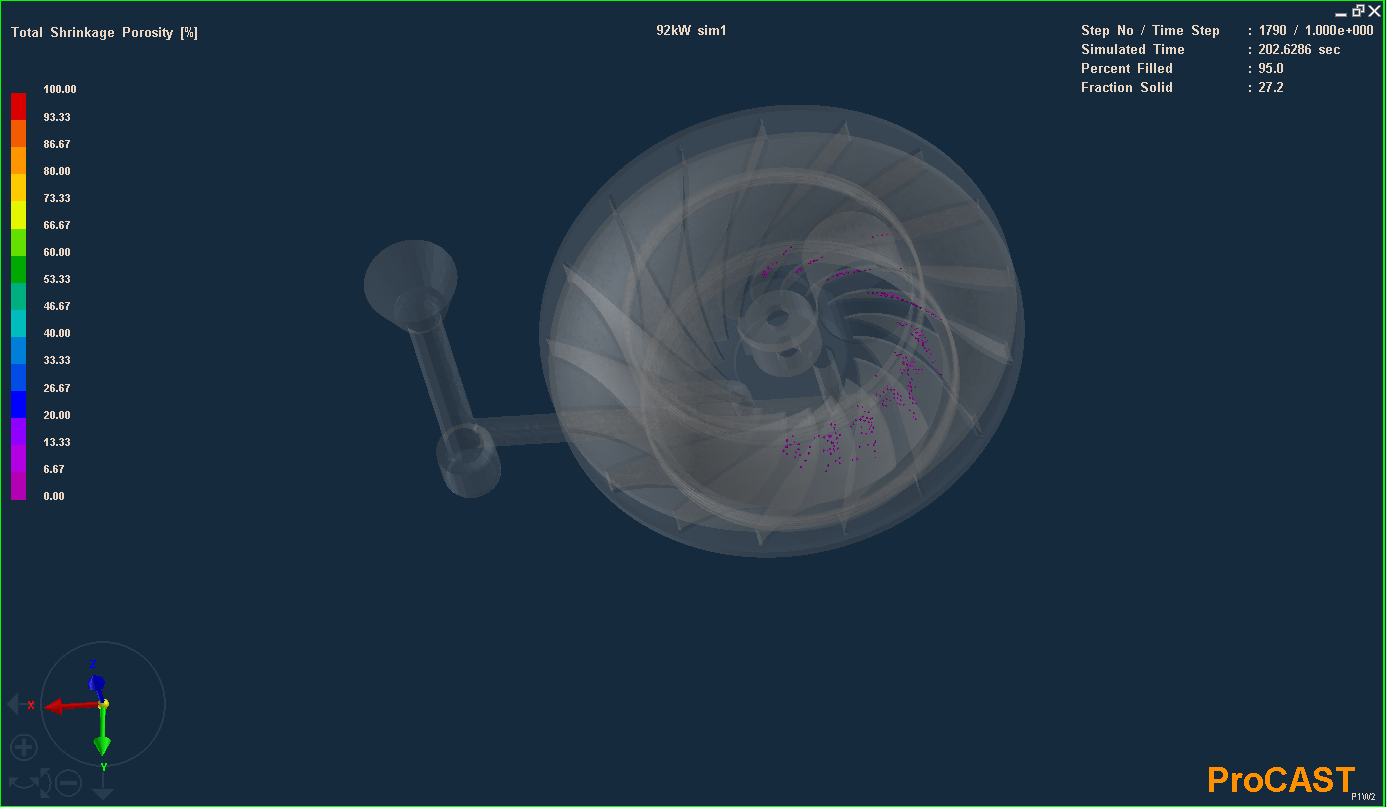 Total Shrinkage Porosity [%]
92kW sim1
Step No / Time Step : 1790 / 1.000e+000
Simulated Time : 202.6286 sec
Percent Filled : 95.0
Fraction Solid : 27.2
100.00
93.33
86.67
80.00
73.33
66.67
60.00
53.33
46.67
40.00
33.33
26.67
20.00
13.33
6.67
0.00
Z
X
Y
ProCAST
P1W2